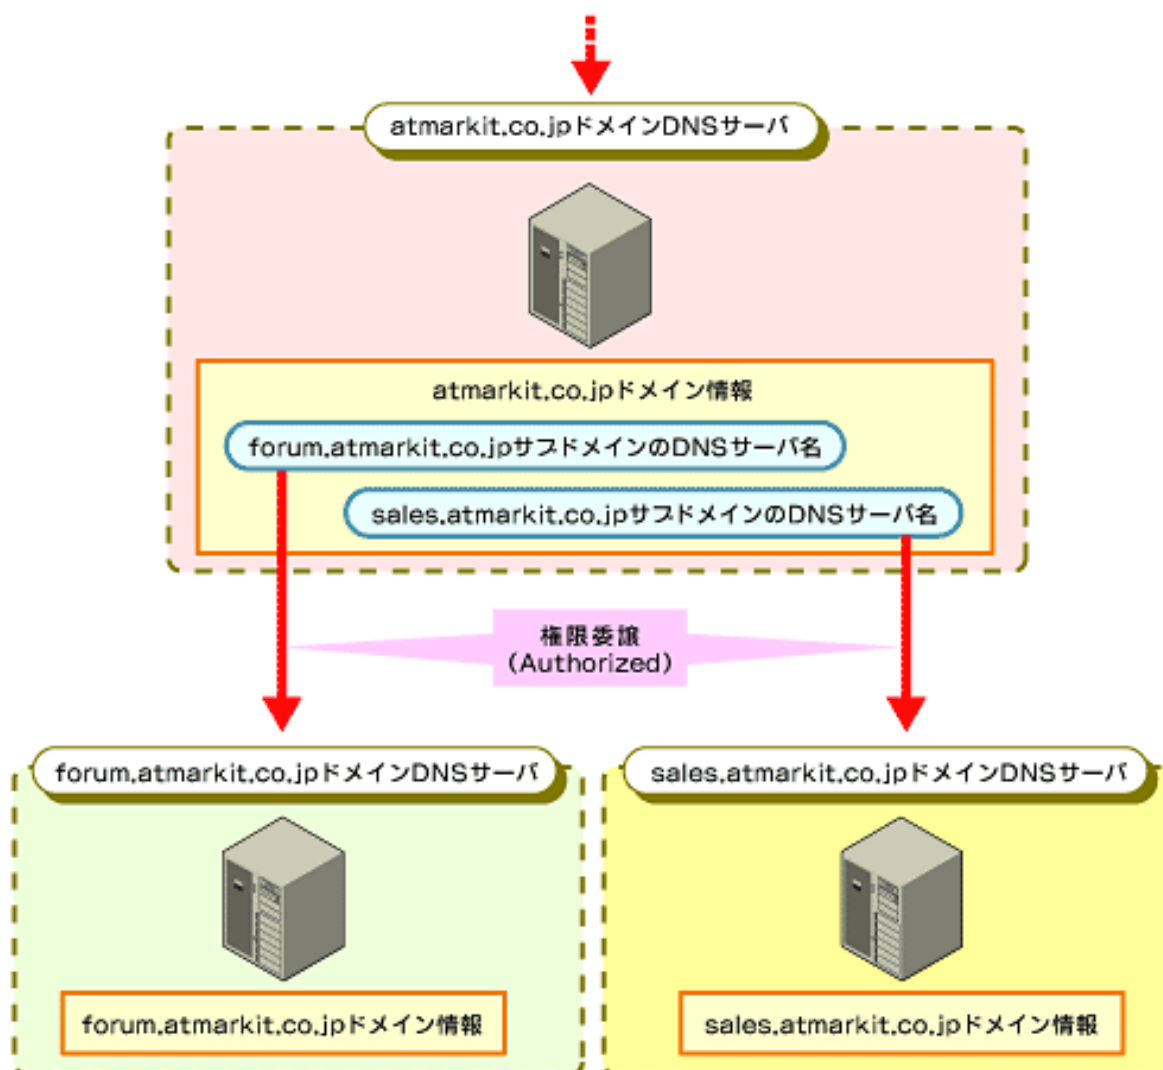 atmarkit.co.jpドメインDNSサーバ
atmarkit.co.jpドメイン情報
forum.atmarkit.co.jpサブドメインのDNSサーバ名
sales.atmarkit.co.jpサブドメインのDNSサーバ名
権限委譲
(Authorized)
forum.atmarkit.co.jpドメインDNSサーバ
sales.atmarkit.co.jpドメインDNSサーバ
forum.atmarkit.co.jpドメイン情報
sales.atmarkit.co.jpドメイン情報